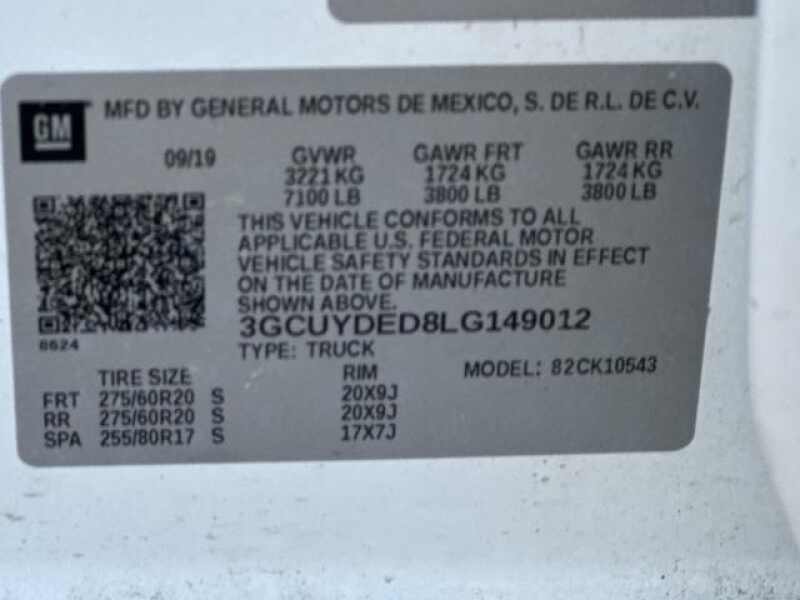 GM
MFD BY GENERAL MOTORS DE MEXICO, S. DE R.L. DE C.V.
09/19 GVWR GAWR FRT GAWR RR
3221 KG 1724 KG 1724 KG
7100 LB 3800 LB 3800 LB
THIS VEHICLE CONFORMS TO ALL
APPLICABLE U.S. FEDERAL MOTOR
VEHICLE SAFETY STANDARDS IN EFFECT
ON THE DATE OF MANUFACTURE
SHOWN ABOVE.
3GCUYDED8LG149012
8624
TYPE: TRUCK MODEL: 82CK10543
TIRE SIZE RIM
FRT 275/60R20 S 20X9J
RR 275/60R20 S 20X9J
SPA 255/80R17 S 17X7J